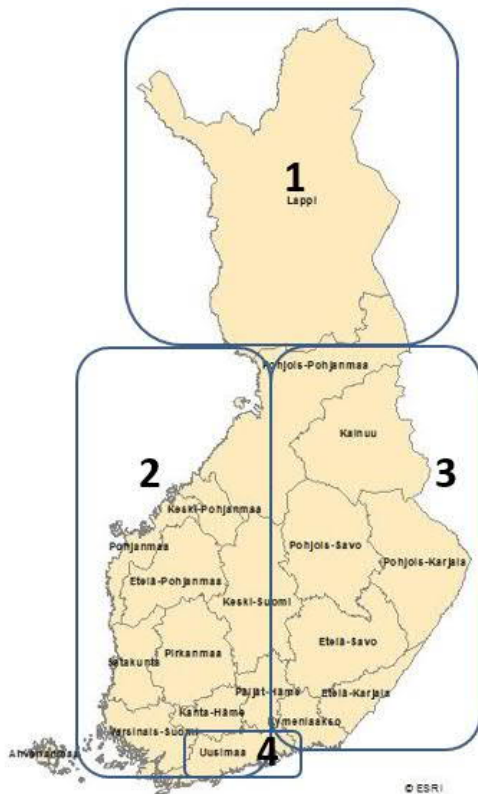 1
Lappi
Pohjois-Pohjanmaa
Kainuu
2
3
Keski-Pohjanmaa
Pohjanmaa
Pohjois-Savo
Pohjois-Karjala
Etelä-Pohjanmaa
Keski-Suomi
Etelä-Savo
Pirkanmaa
Satakunta
Päijät-Häme
Etelä-Karjala
Kanta-Häme
Kymenlaakso
Varsinais-Suomi
Ahvenanmaa
Uusimaa
4
© ESRI